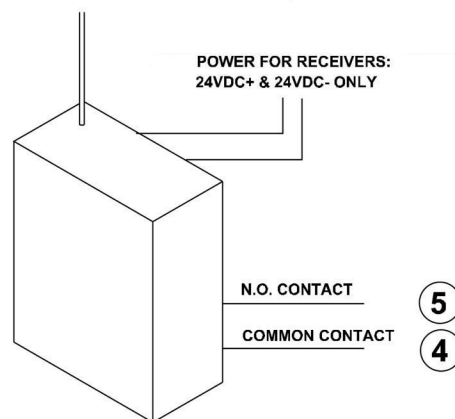 POWER FOR RECEIVERS:
24VDC+ & 24VDC- ONLY
N.O. CONTACT 5
COMMON CONTACT 4